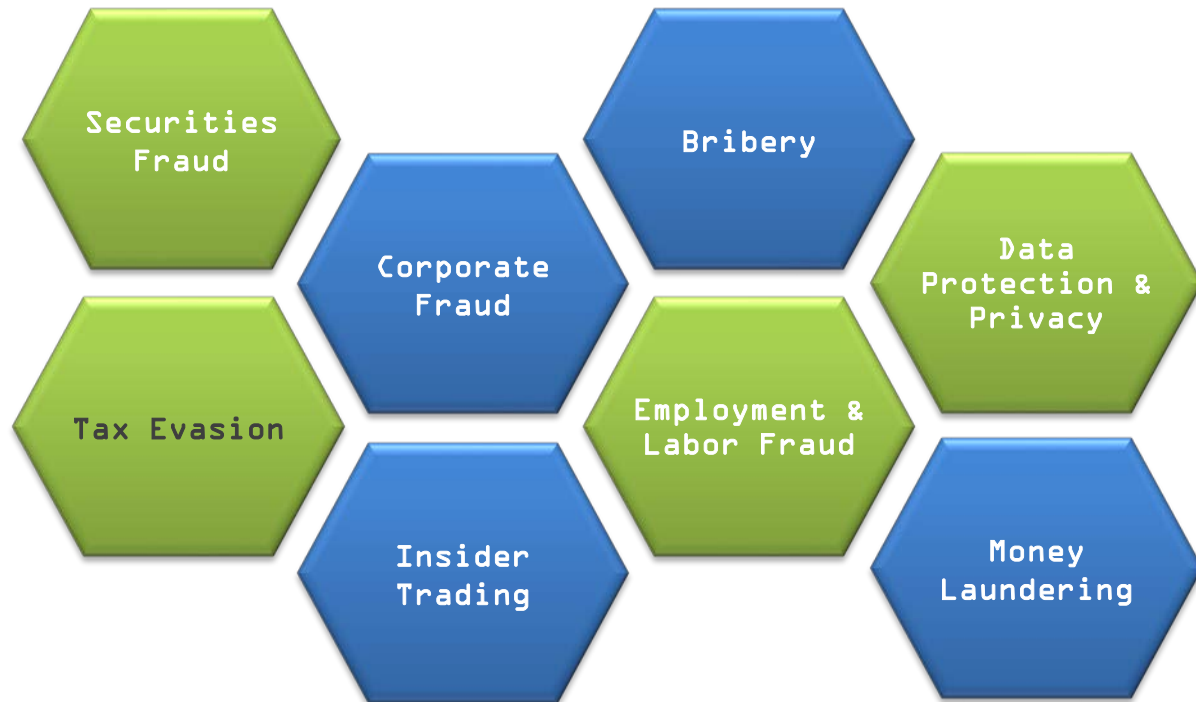 Securities
Fraud
Bribery
Corporate
Fraud
Data
Protection &
Privacy
Tax Evasion
Employment &
Labor Fraud
Insider
Trading
Money
Laundering